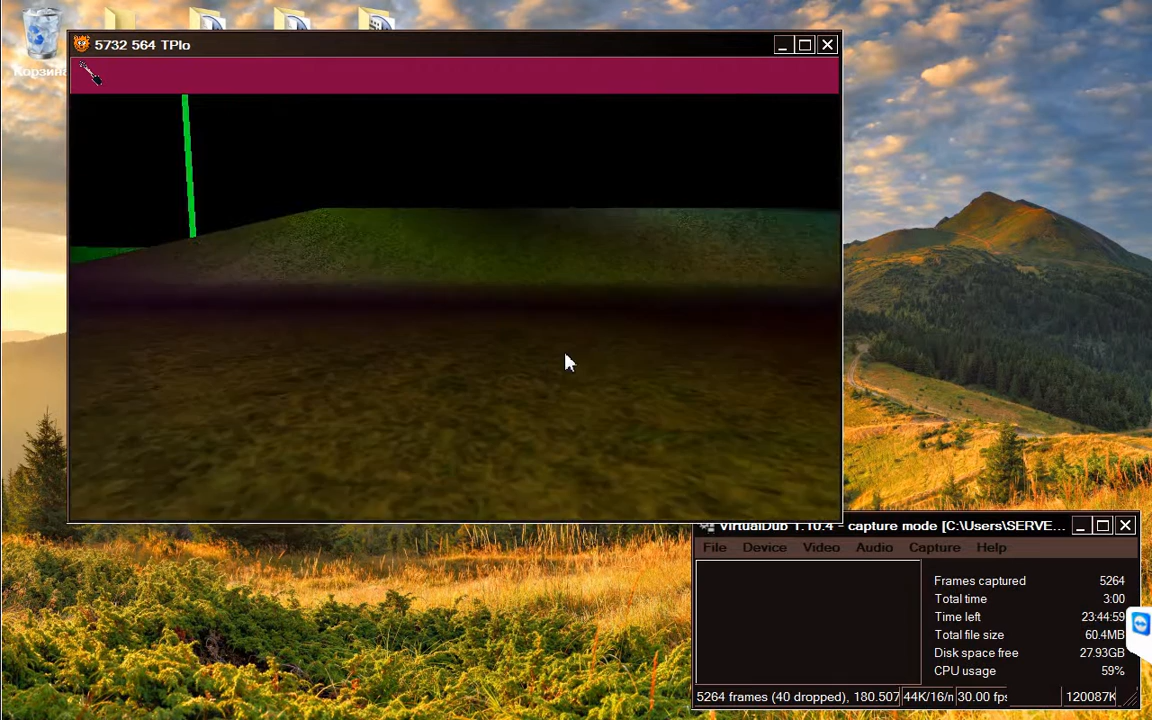 Корзина
5732 564 TPIo
VirtualDub 1.10.4 - capture mode [C:\Users\SERVE...
File Device Video Audio Capture Help
Frames captured 5264
Total time 3:00
Time left 23:44:59
Total file size 60.4MB
Disk space free 27.93GB
CPU usage 59%
5264 frames (40 dropped), 180.507 44K/16/ 30.00 fps 120087K